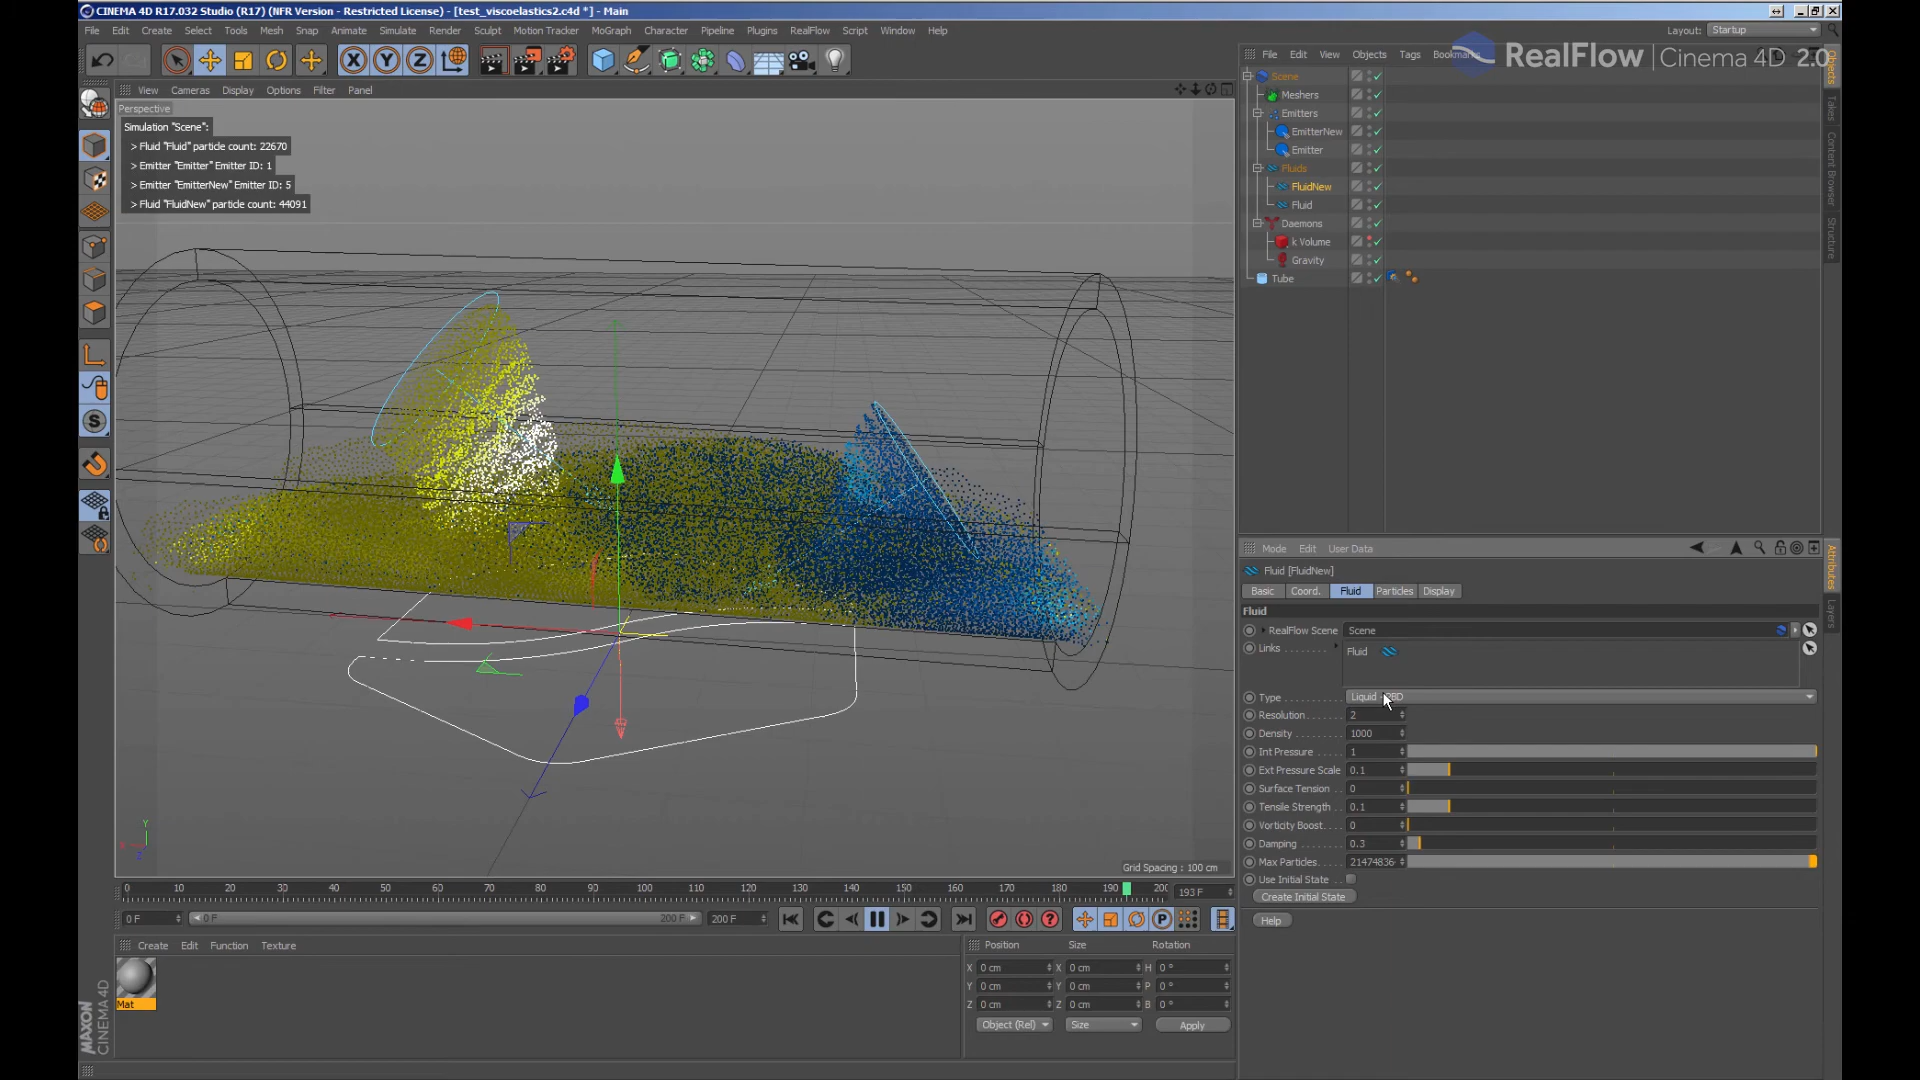 CINEMA 4D R17.032 Studio (R17) (NFR Version - Restricted License) - [test_viscoelastics2.c4d *] - Main
File Edit Create Select Tools Mesh Snap Animate Simulate Render Sculpt Motion Tracker MoGraph Character Pipeline Plugins RealFlow Script Window Help
Layout: Startup
X Y Z
View Cameras Display Options Filter Panel
Perspective
Simulation "Scene":
> Fluid "Fluid" particle count: 22670
> Emitter "Emitter" Emitter ID: 1
> Emitter "EmitterNew" Emitter ID: 5
> Fluid "FluidNew" particle count: 44091
Y
Z
Grid Spacing : 100 cm
0 10 20 30 40 50 60 70 80 90 100 110 120 130 140 150 160 170 180 190 200
193 F
0 F
0 F
200 F
200 F
Create Edit Function Texture
Mat
MAXON
CINEMA 4D
Position Size Rotation
X 0 cm X 0 cm H 0 °
Y 0 cm Y 0 cm P 0 °
Z 0 cm Z 0 cm B 0 °
Object (Rel) Size Apply
File Edit View Objects Tags Bookmarks
RealFlow | Cinema 4D 2.0
Scene
Meshers
Emitters
EmitterNew
Emitter
Fluids
FluidNew
Fluid
Daemons
k Volume
Gravity
Tube
Objects
Takes
Content Browser
Structure
Mode Edit User Data
Fluid [FluidNew]
Basic Coord. Fluid Particles Display
Fluid
RealFlow Scene Scene
Links Fluid
Type Liquid - PBD
Resolution 2
Density 1000
Int Pressure 1
Ext Pressure Scale 0.1
Surface Tension 0
Tensile Strength 0.1
Vorticity Boost 0
Damping 0.3
Max Particles 21474836
Use Initial State
Create Initial State
Help
Attributes
Layers